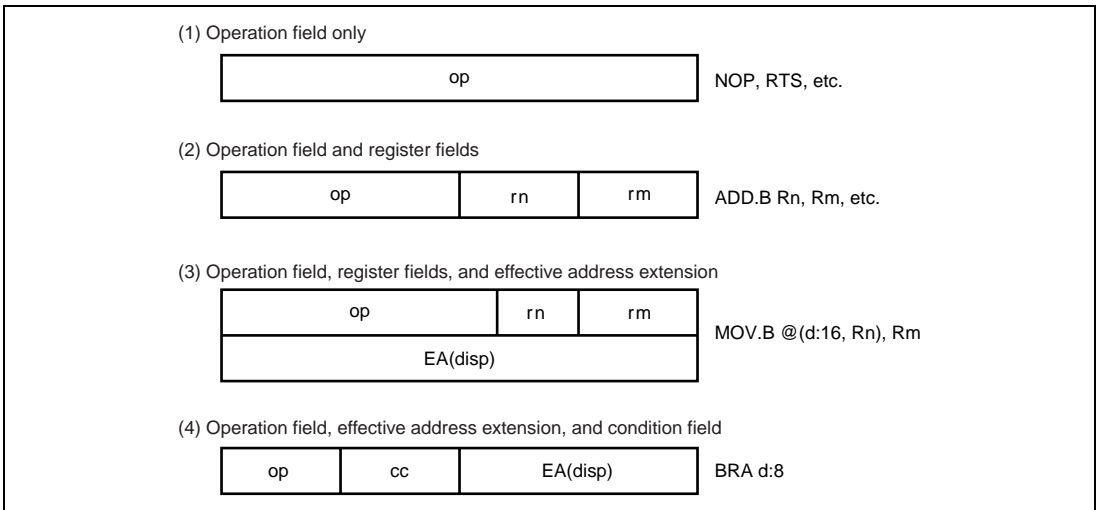 (1) Operation field only
op
NOP, RTS, etc.
(2) Operation field and register fields
op rn rm
ADD.B Rn, Rm, etc.
(3) Operation field, register fields, and effective address extension
op rn rm
MOV.B @(d:16, Rn), Rm
EA(disp)
(4) Operation field, effective address extension, and condition field
op cc EA(disp)
BRA d:8